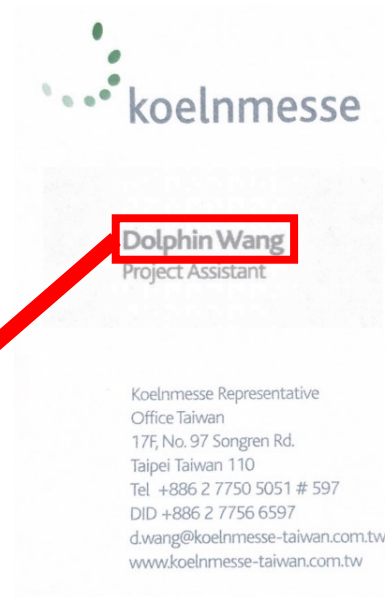 koelnmesse
Dolphin Wang
Project Assistant
Koelnmesse Representative
Office Taiwan
17F, No. 97 Songren Rd.
Taipei Taiwan 110
Tel +886 2 7750 5051 # 597
DID +886 2 7756 6597
d.wang@koelnmesse-taiwan.com.tw
www.koelnmesse-taiwan.com.tw